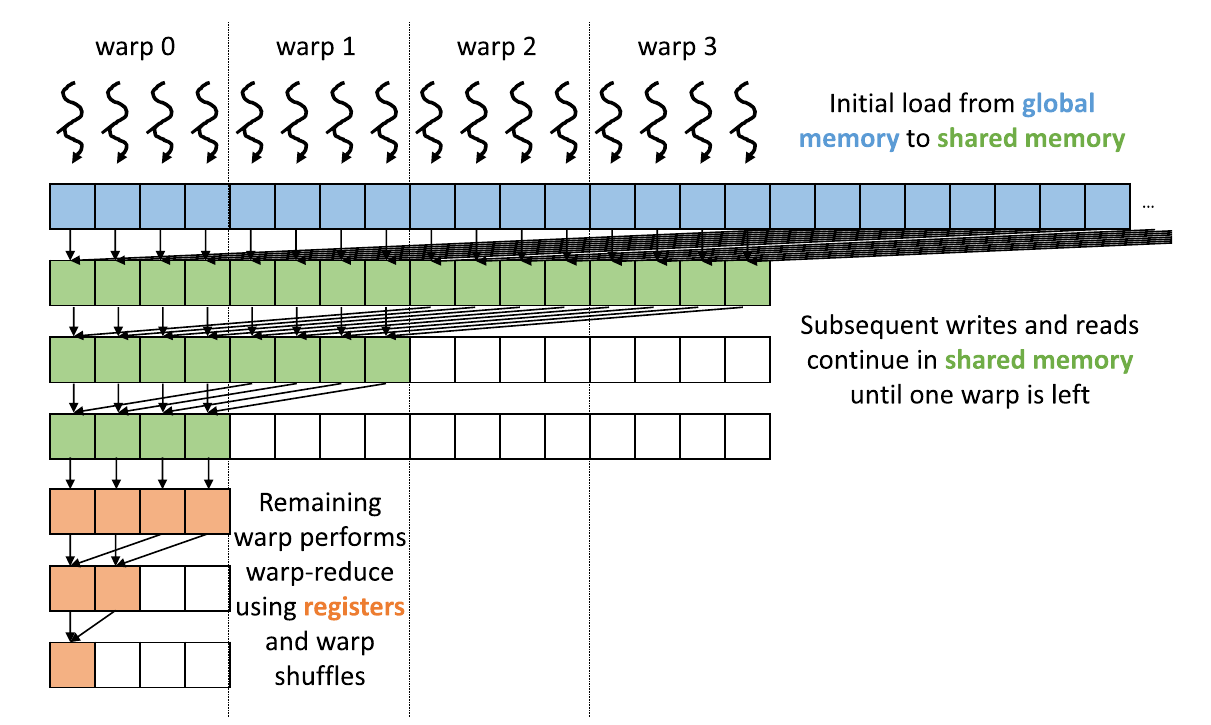 warp 0
warp 1
warp 2
warp 3
Initial load from global
memory to shared memory
...
Subsequent writes and reads
continue in shared memory
until one warp is left
Remaining
warp performs
warp-reduce
using registers
and warp
shuffles